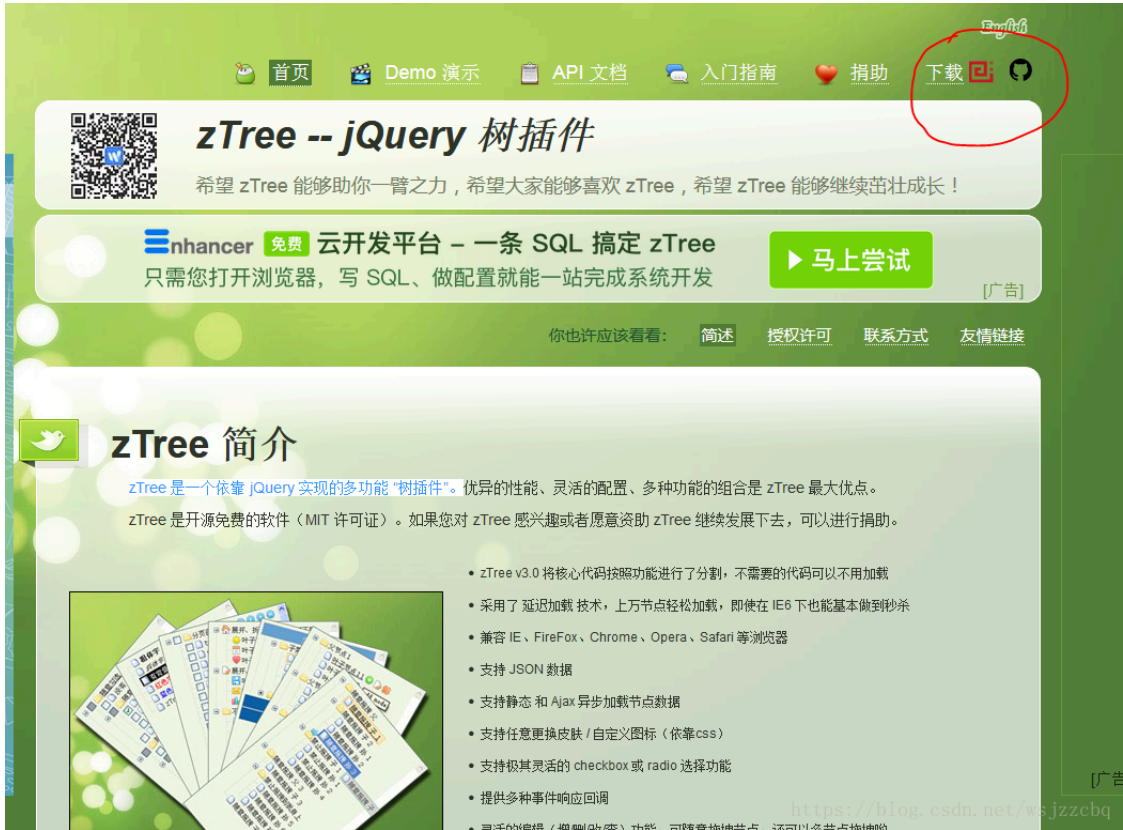 English
首页 Demo 演示 API 文档 入门指南 捐助 下载
zTree -- jQuery 树插件
希望 zTree 能够助你一臂之力，希望大家能够喜欢 zTree，希望 zTree 能够继续茁壮成长！
Enhancer 免费 云开发平台 – 一条 SQL 搞定 zTree
只需您打开浏览器，写 SQL、做配置就能一站完成系统开发
马上尝试
[广告]
你也许应该看看： 简述 授权许可 联系方式 友情链接
zTree 简介
zTree 是一个依靠 jQuery 实现的多功能 “树插件”。优异的性能、灵活的配置、多种功能的组合是 zTree 最大优点。
zTree 是开源免费的软件（MIT 许可证）。如果您对 zTree 感兴趣或者愿意资助 zTree 继续发展下去，可以进行捐助。
• zTree v3.0 将核心代码按照功能进行了分割，不需要的代码可以不用加载
• 采用了 延迟加载 技术，上万节点轻松加载，即使在 IE6 下也能基本做到秒杀
• 兼容 IE、FireFox、Chrome、Opera、Safari 等浏览器
• 支持 JSON 数据
• 支持静态 和 Ajax 异步加载节点数据
• 支持任意更换皮肤 / 自定义图标（依靠css）
• 支持极其灵活的 checkbox 或 radio 选择功能
• 提供多种事件响应回调
[广告
https://blog.csdn.net/wsjzzcbq